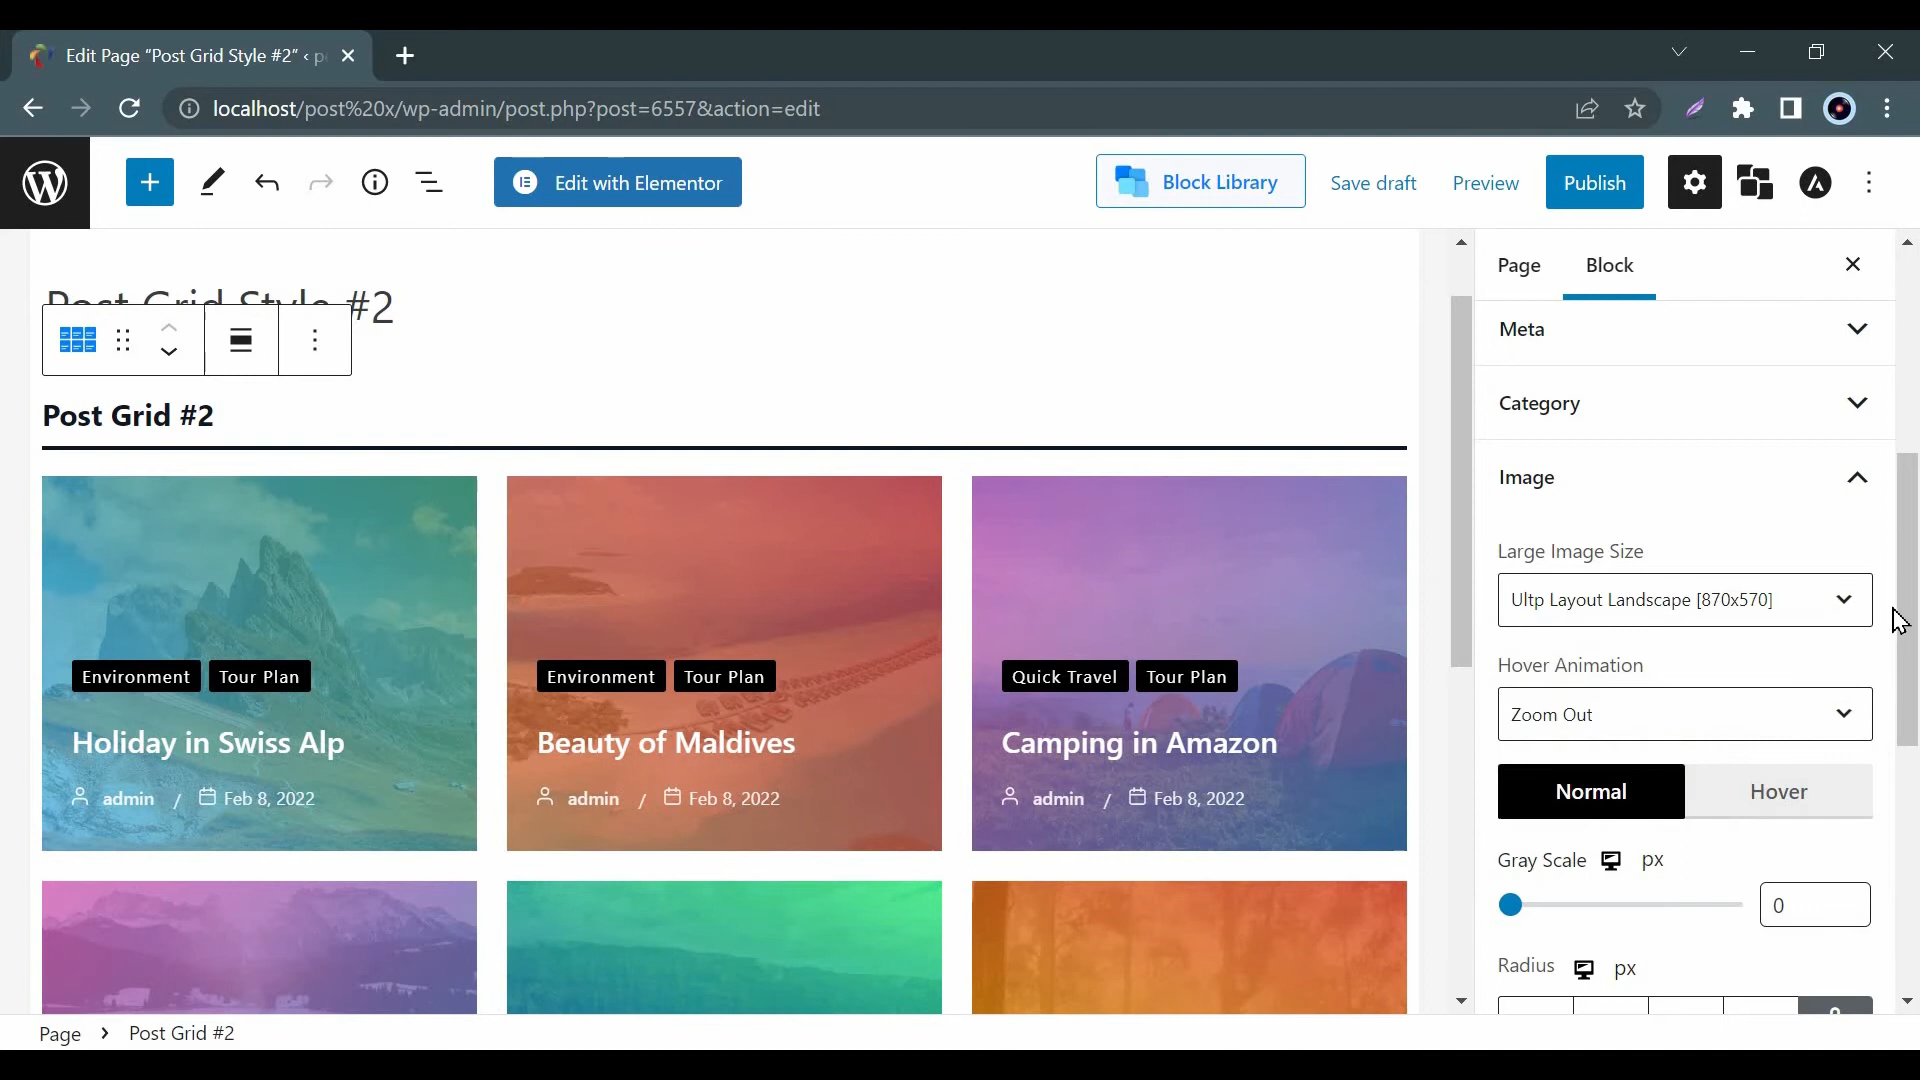 Edit Page "Post Grid Style #2" ‹ p
localhost/post%20x/wp-admin/post.php?post=6557&action=edit
Edit with Elementor
Block Library
Save draft
Preview
Publish
Post Grid Style #2
Post Grid #2
Environment
Tour Plan
Holiday in Swiss Alp
admin / Feb 8, 2022
Environment
Tour Plan
Beauty of Maldives
admin / Feb 8, 2022
Quick Travel
Tour Plan
Camping in Amazon
admin / Feb 8, 2022
Page
Block
Meta
Category
Image
Large Image Size
Ultp Layout Landscape [870x570]
Hover Animation
Zoom Out
Normal
Hover
Gray Scale px
0
Radius px
Page > Post Grid #2